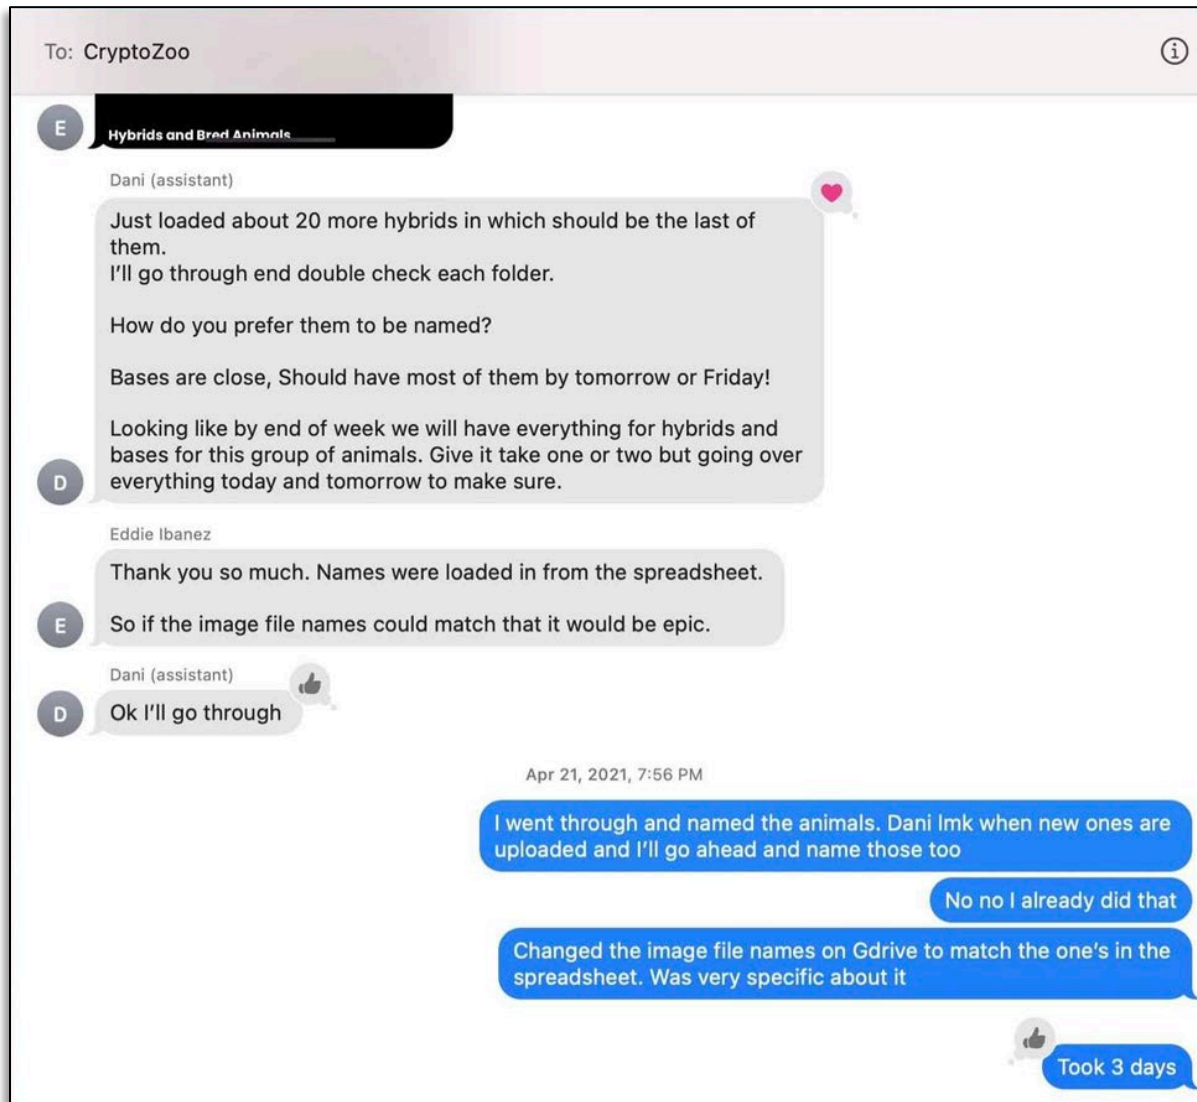 To: CryptoZoo
E
Hybrids and Bred Animals
Dani (assistant)
Just loaded about 20 more hybrids in which should be the last of
them.
I'll go through end double check each folder.
How do you prefer them to be named?
Bases are close, Should have most of them by tomorrow or Friday!
Looking like by end of week we will have everything for hybrids and
bases for this group of animals. Give it take one or two but going over
everything today and tomorrow to make sure.
D
Eddie Ibanez
Thank you so much. Names were loaded in from the spreadsheet.
So if the image file names could match that it would be epic.
E
Dani (assistant)
Ok I'll go through
D
Apr 21, 2021, 7:56 PM
I went through and named the animals. Dani lmk when new ones are
uploaded and I'll go ahead and name those too
No no I already did that
Changed the image file names on Gdrive to match the one's in the
spreadsheet. Was very specific about it
Took 3 days